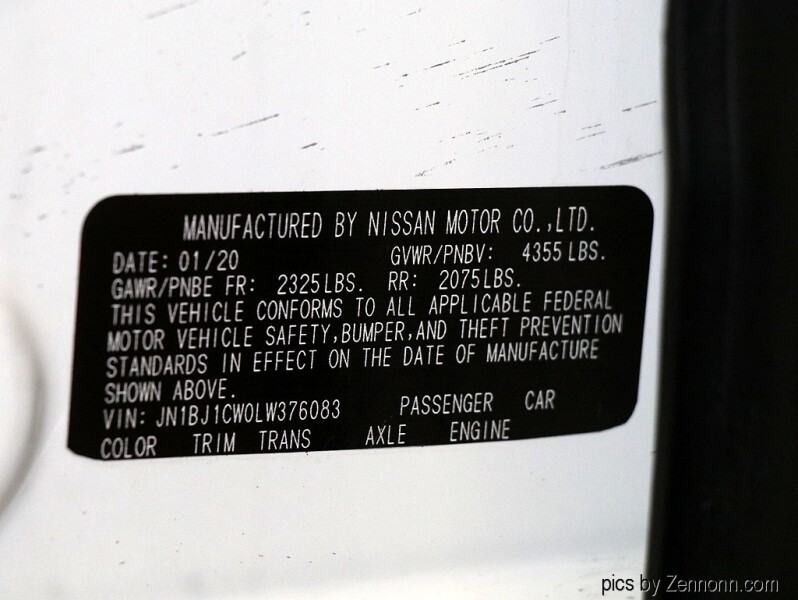 MANUFACTURED BY NISSAN MOTOR CO.,LTD.
DATE: 01/20 GVWR/PNBV: 4355 LBS.
GAWR/PNBE FR: 2325LBS. RR: 2075LBS.
THIS VEHICLE CONFORMS TO ALL APPLICABLE FEDERAL
MOTOR VEHICLE SAFETY,BUMPER,AND THEFT PREVENTION
STANDARDS IN EFFECT ON THE DATE OF MANUFACTURE
SHOWN ABOVE.
VIN: JN1BJ1CW0LW376083 PASSENGER CAR
COLOR TRIM TRANS AXLE ENGINE
pics by Zennonn.com